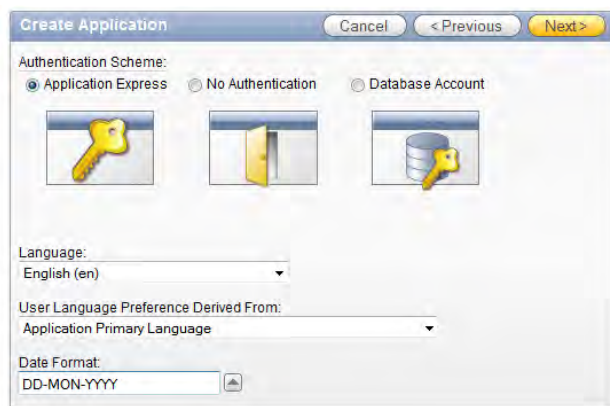 Create Application Cancel < Previous Next >
Authentication Scheme:
Application Express No Authentication Database Account
Language:
English (en)
User Language Preference Derived From:
Application Primary Language
Date Format:
DD-MON-YYYY